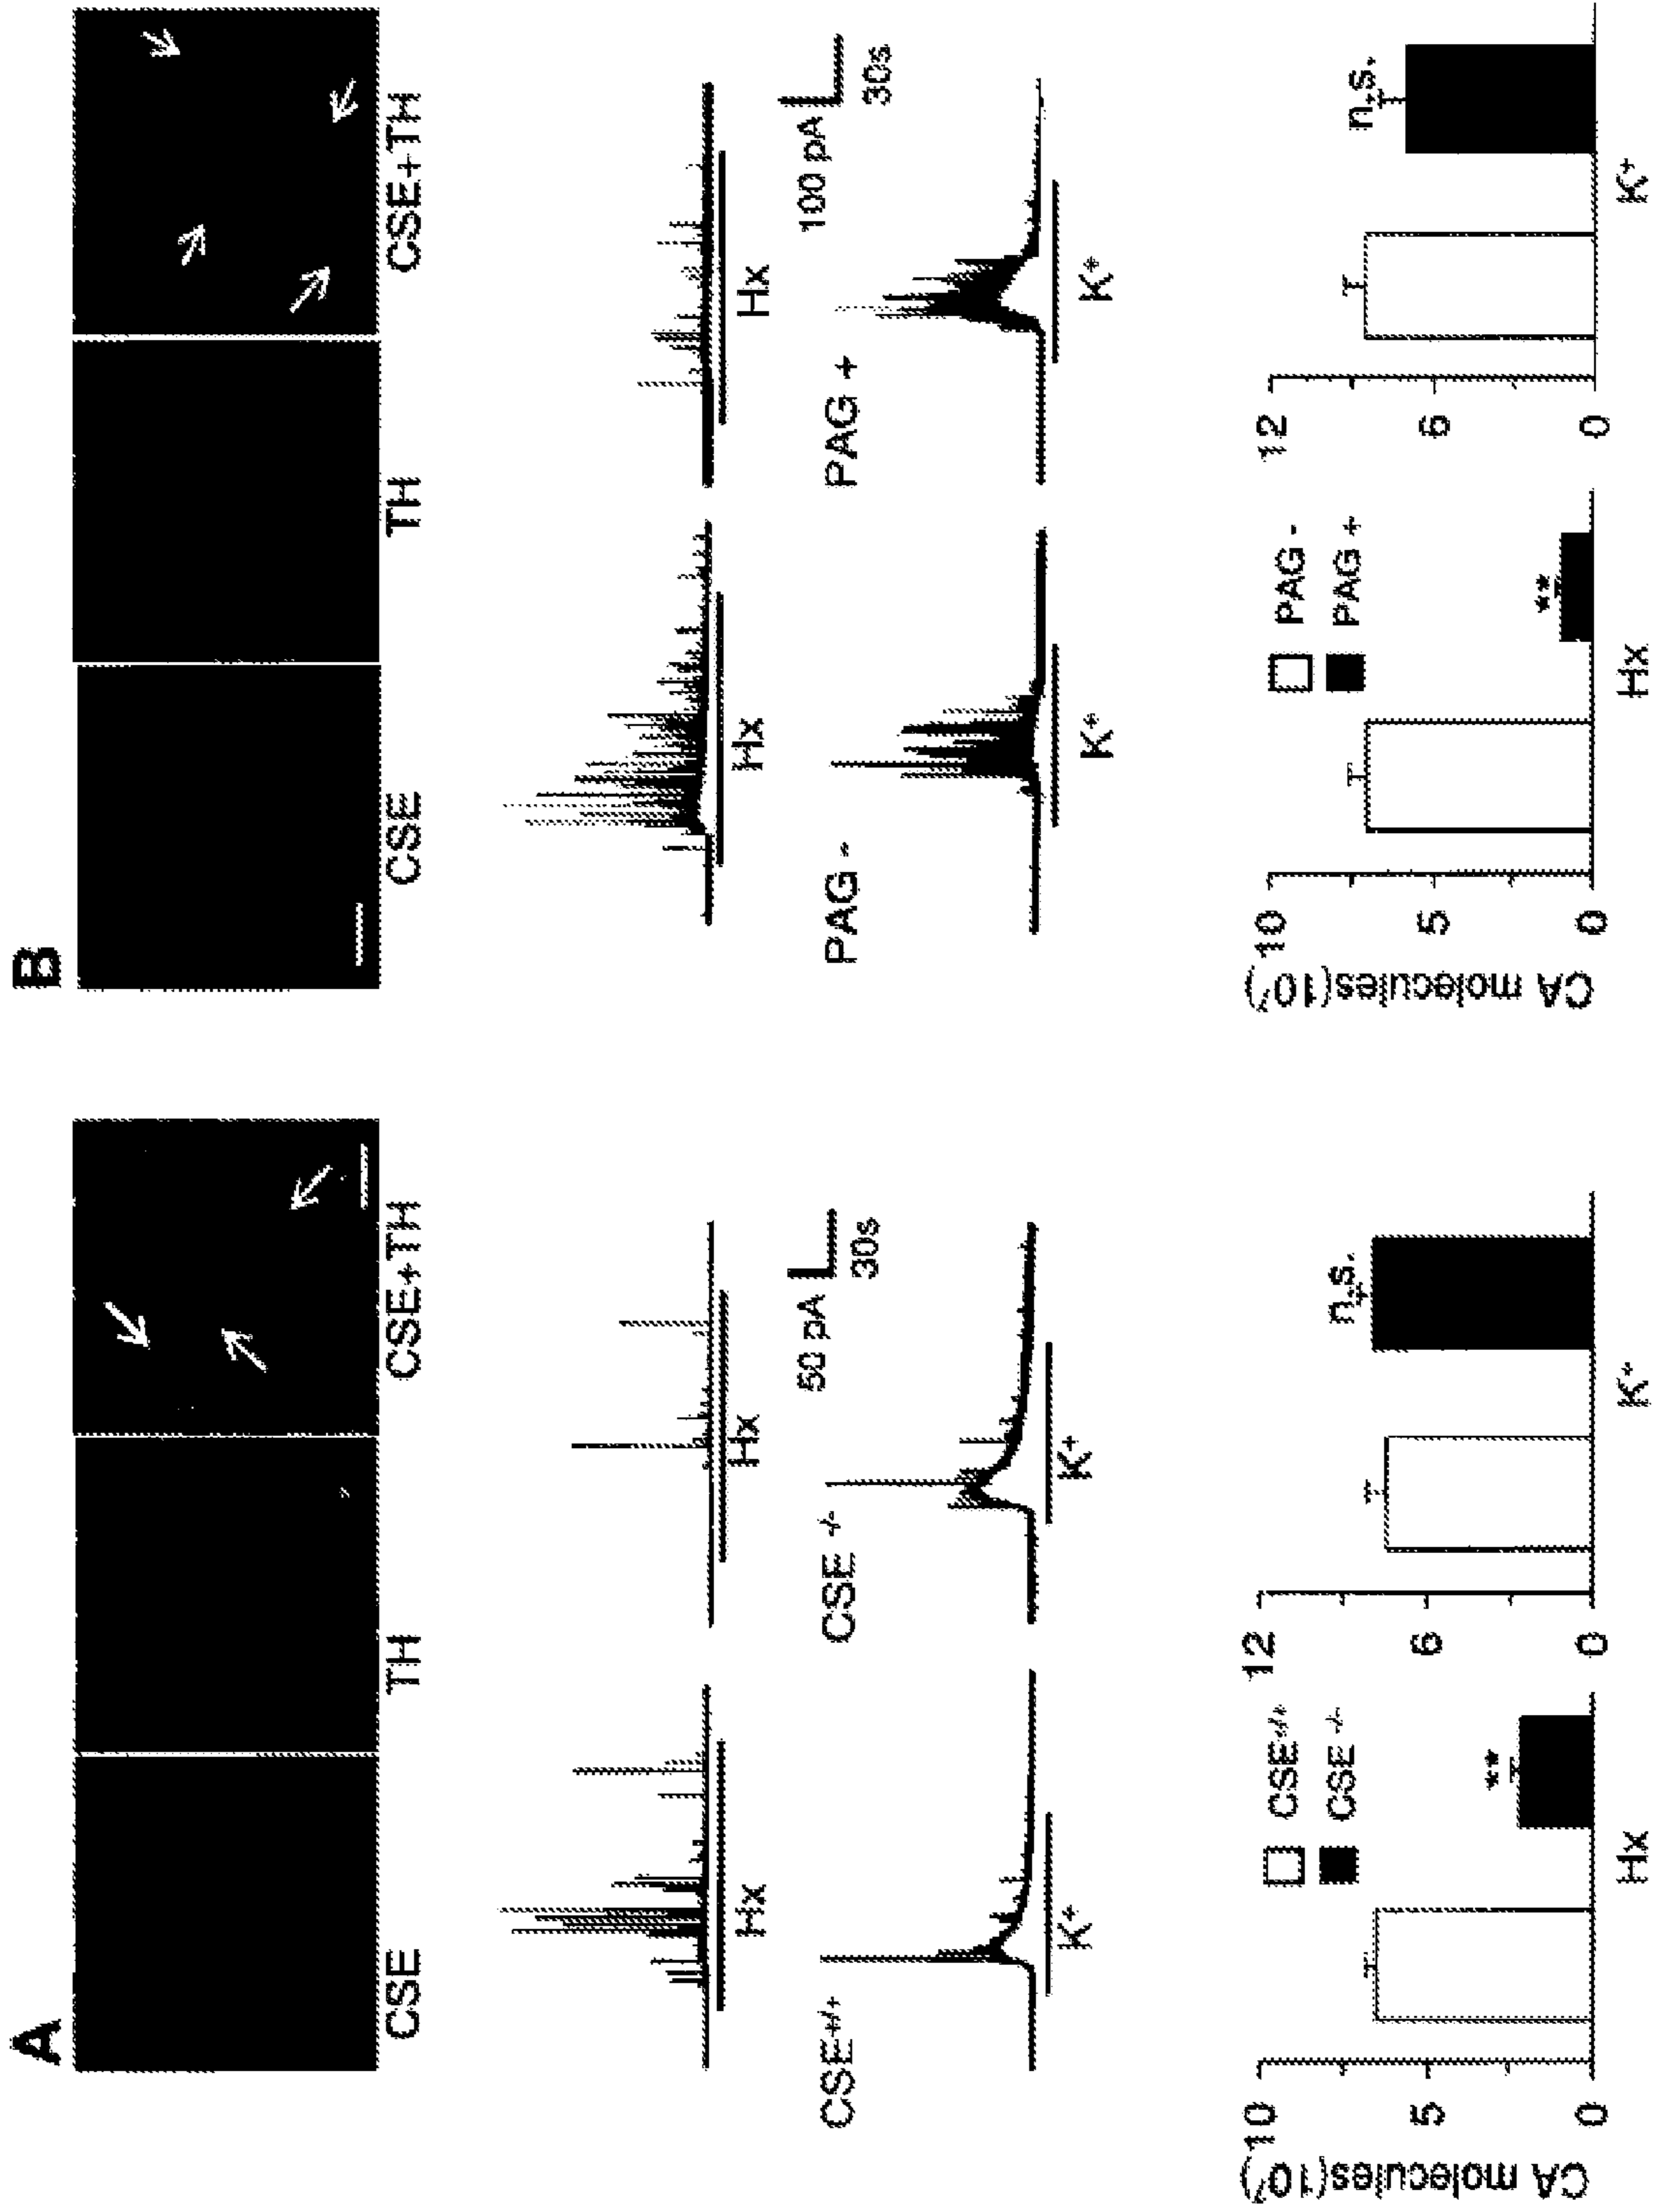 A
CSE TH CSE+TH
Hx Hx
50 pA
30s
CSE+/+ CSE -/-
K+ K+
CA molecules(10⁷)
10
5
0
CSE+/+
CSE -/-
**
Hx
12
6
0
n.s.
K+
B
CSE TH CSE+TH
Hx Hx
100 pA
30s
PAG - PAG +
K+ K+
CA molecules(10⁷)
10
5
0
PAG -
PAG +
**
Hx
12
6
0
n.s.
K+